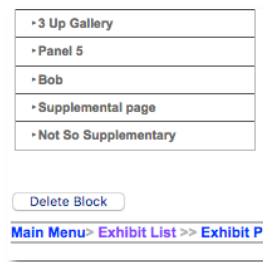 ‣3 Up Gallery
‣Panel 5
‣Bob
‣Supplemental page
‣Not So Supplementary
Delete Block
Main Menu> Exhibit List >> Exhibit P